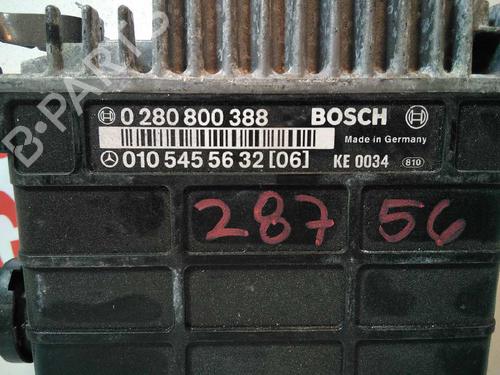 0 280 800 388 BOSCH
Made in Germany
010 545 56 32 [06] KE 0034 810
287 56
B-PARTS